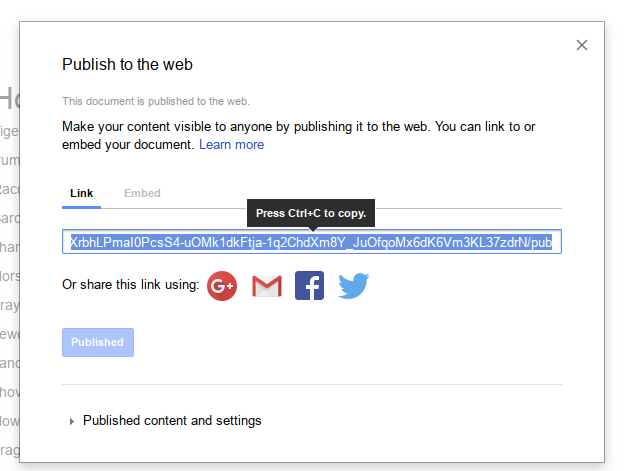 Publish to the web
This document is published to the web.
Make your content visible to anyone by publishing it to the web. You can link to or
embed your document. Learn more
Link Embed
Press Ctrl+C to copy.
XrbhLPmaI0PcsS4-uOMk1dkFtja-1q2ChdXm8Y_JuOfqoMx6dK6Vm3KL37zdrN/pub
Or share this link using:
Published
Published content and settings